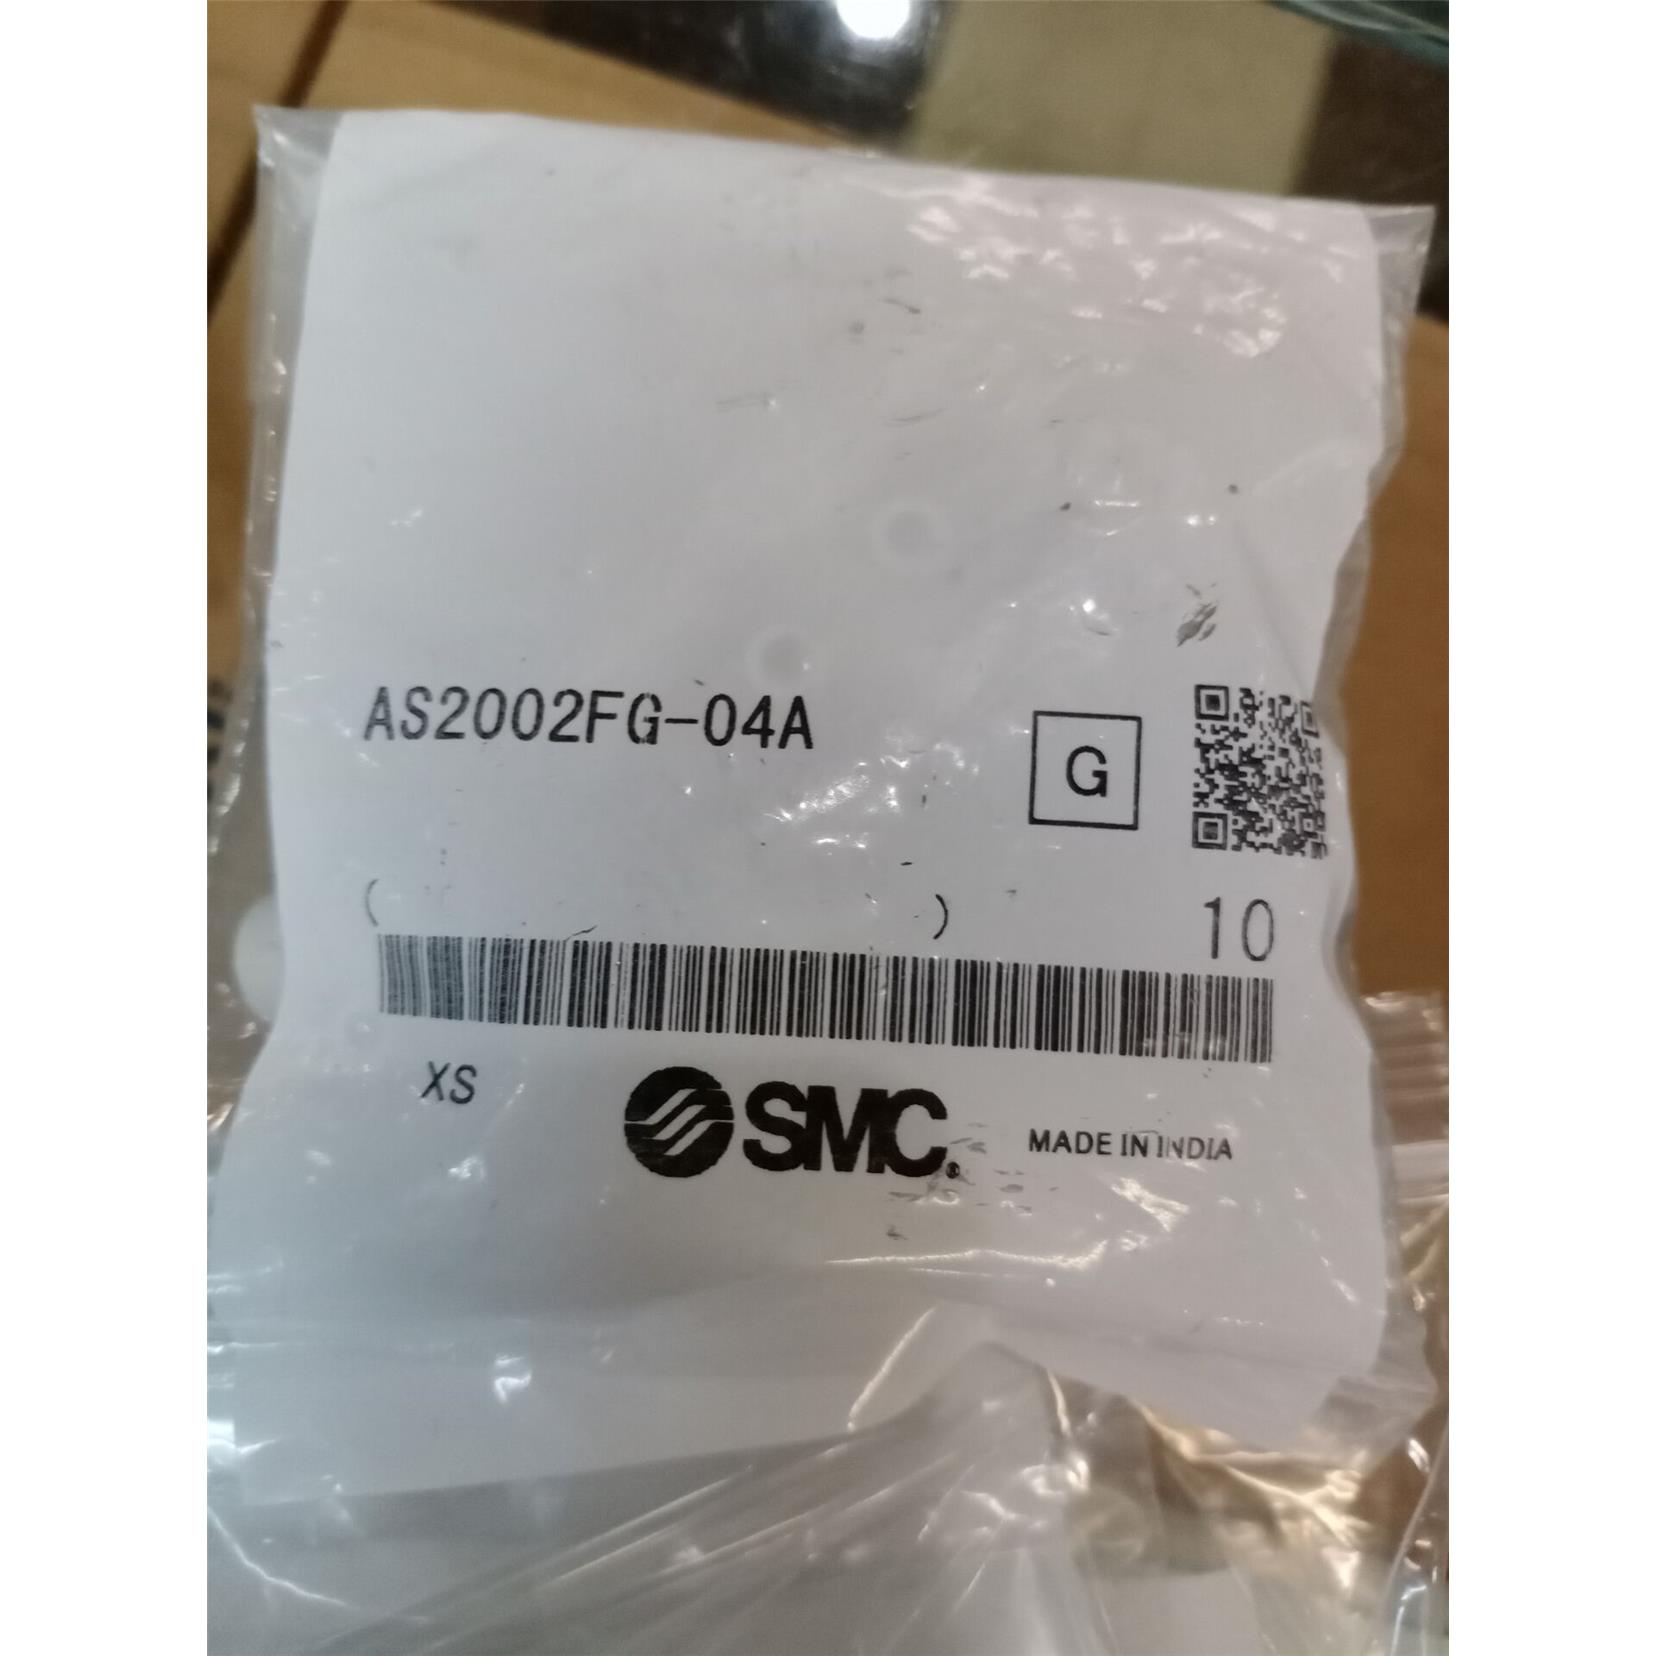 AS2002FG-04A
G
( )
10
XS
SMC.
MADE IN INDIA